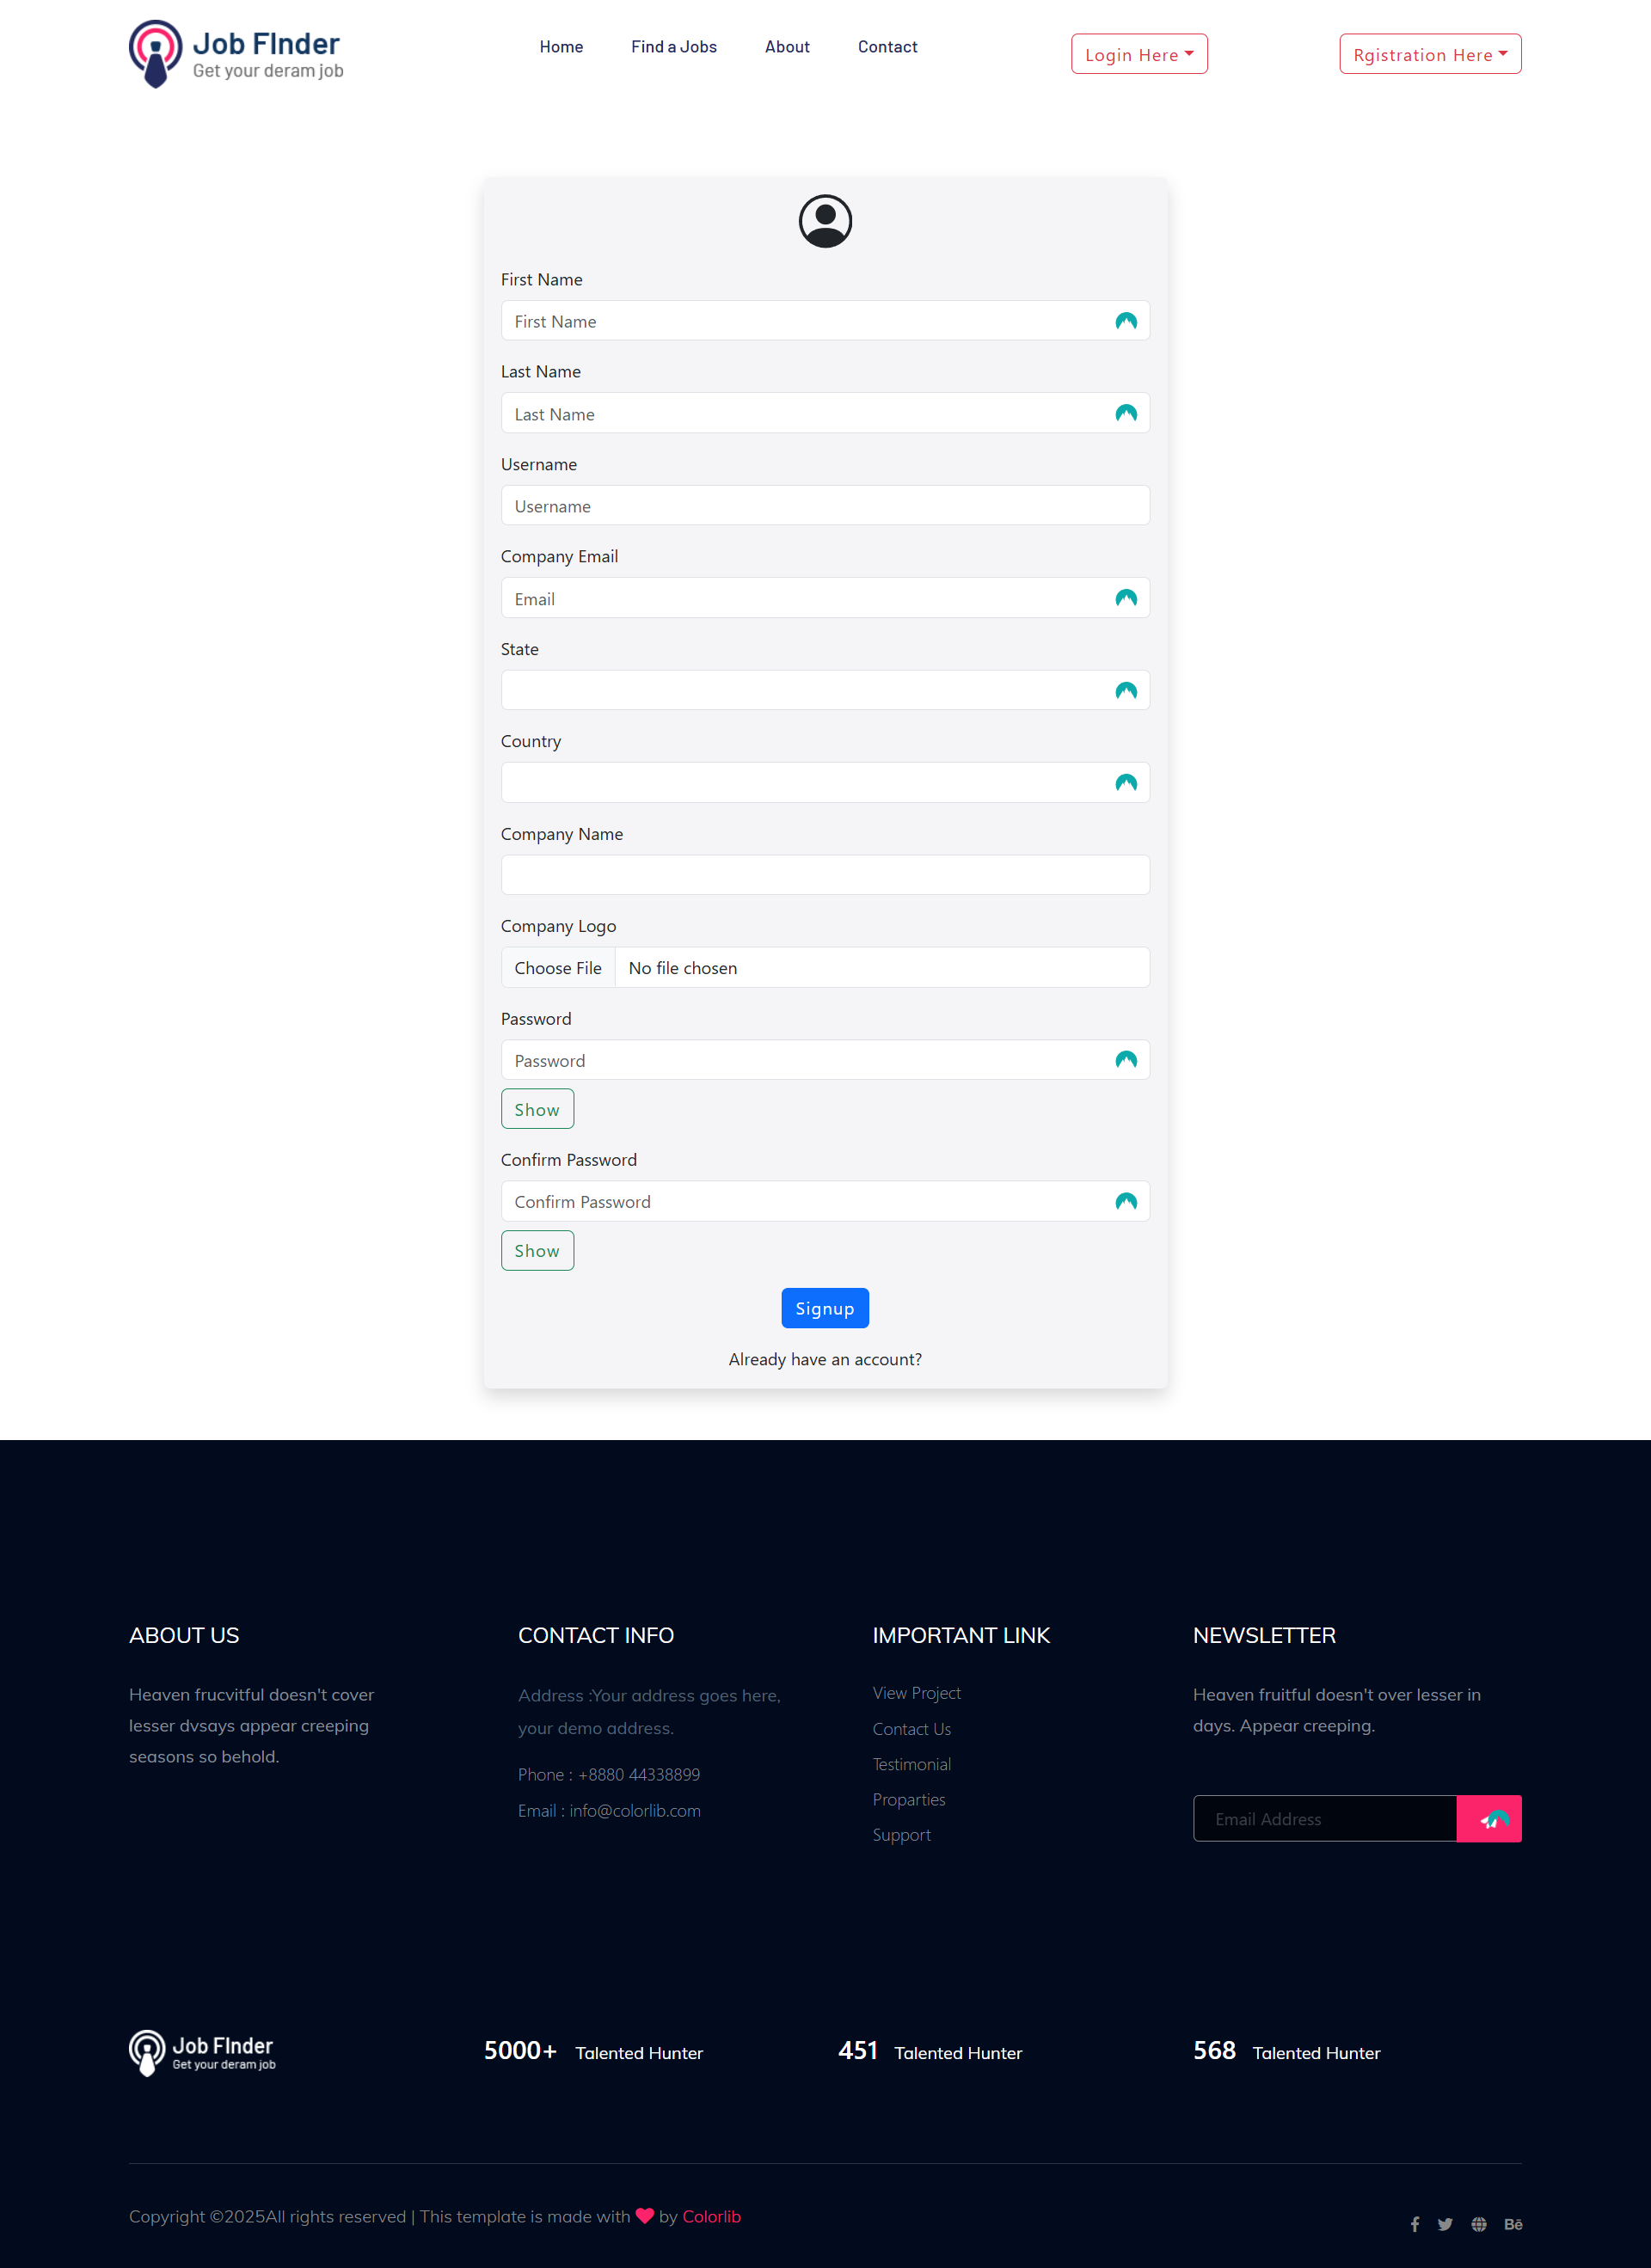 Job FInder
Get your deram job
Home
Find a Jobs
About
Contact
Login Here
Rgistration Here
First Name
First Name
Last Name
Last Name
Username
Username
Company Email
Email
State
Country
Company Name
Company Logo
Choose File
No file chosen
Password
Password
Show
Confirm Password
Confirm Password
Show
Signup
Already have an account?
ABOUT US
Heaven frucvitful doesn't cover
lesser dvsays appear creeping
seasons so behold.
CONTACT INFO
Address :Your address goes here,
your demo address.
Phone : +8880 44338899
Email : info@colorlib.com
IMPORTANT LINK
View Project
Contact Us
Testimonial
Proparties
Support
NEWSLETTER
Heaven fruitful doesn't over lesser in
days. Appear creeping.
Email Address
Job FInder
Get your deram job
5000+ Talented Hunter
451 Talented Hunter
568 Talented Hunter
Copyright ©2025All rights reserved | This template is made with by Colorlib
Bē